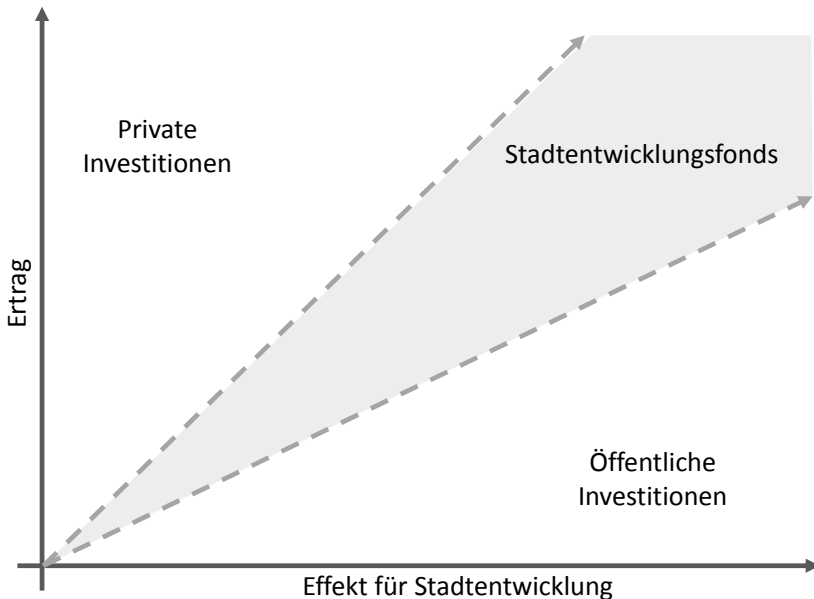 Private
Investitionen
Stadtentwicklungsfonds
Ertrag
Öffentliche
Investitionen
Effekt für Stadtentwicklung